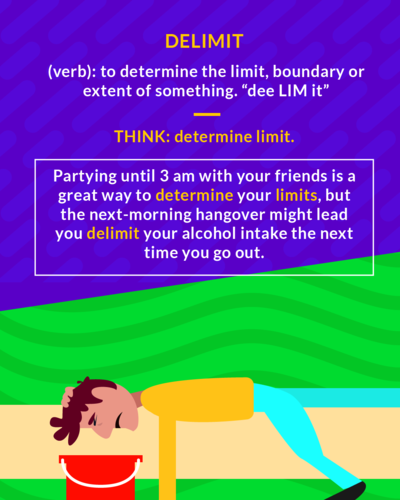 DELIMIT
(verb): to determine the limit, boundary or
extent of something. “dee LIM it”
THINK: determine limit.
Partying until 3 am with your friends is a
great way to determine your limits, but
the next-morning hangover might lead
you delimit your alcohol intake the next
time you go out.